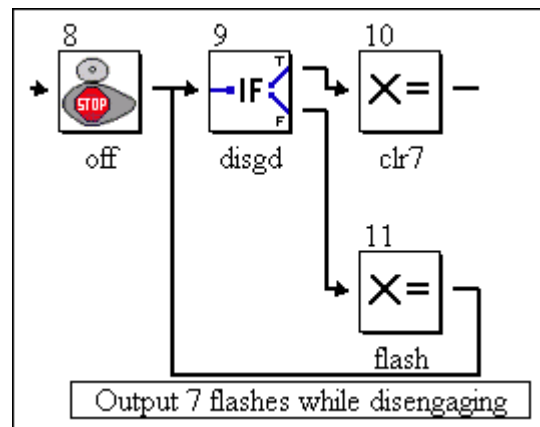 8
9
10
STOP
IF
T
F
X=
off
disgd
clr7
11
X=
flash
Output 7 flashes while disengaging